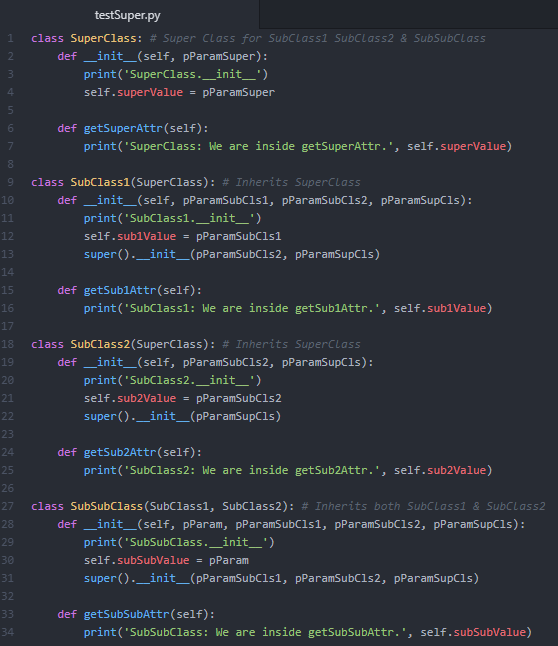 testSuper.py
1 class SuperClass: # Super Class for SubClass1 SubClass2 & SubSubClass
2     def __init__(self, pParamSuper):
3         print('SuperClass.__init__')
4         self.superValue = pParamSuper
5
6     def getSuperAttr(self):
7         print('SuperClass: We are inside getSuperAttr.', self.superValue)
8
9 class SubClass1(SuperClass): # Inherits SuperClass
10     def __init__(self, pParamSubCls1, pParamSubCls2, pParamSupCls):
11         print('SubClass1.__init__')
12         self.sub1Value = pParamSubCls1
13         super().__init__(pParamSubCls2, pParamSupCls)
14
15     def getSub1Attr(self):
16         print('SubClass1: We are inside getSub1Attr.', self.sub1Value)
17
18 class SubClass2(SuperClass): # Inherits SuperClass
19     def __init__(self, pParamSubCls2, pParamSupCls):
20         print('SubClass2.__init__')
21         self.sub2Value = pParamSubCls2
22         super().__init__(pParamSupCls)
23
24     def getSub2Attr(self):
25         print('SubClass2: We are inside getSub2Attr.', self.sub2Value)
26
27 class SubSubClass(SubClass1, SubClass2): # Inherits both SubClass1 & SubClass2
28     def __init__(self, pParam, pParamSubCls1, pParamSubCls2, pParamSupCls):
29         print('SubSubClass.__init__')
30         self.subSubValue = pParam
31         super().__init__(pParamSubCls1, pParamSubCls2, pParamSupCls)
32
33     def getSubSubAttr(self):
34         print('SubSubClass: We are inside getSubSubAttr.', self.subSubValue)